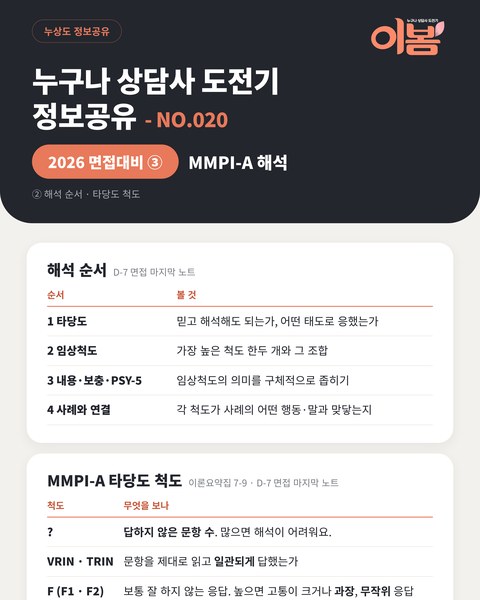 누상도 정보공유
누구나 상담사 도전기
이봄
누구나 상담사 도전기
정보공유 - NO.020
2026 면접대비 ③ MMPI-A 해석
② 해석 순서 · 타당도 척도
해석 순서 D-7 면접 마지막 노트
순서 볼 것
1 타당도 믿고 해석해도 되는가, 어떤 태도로 응했는가
2 임상척도 가장 높은 척도 한두 개와 그 조합
3 내용·보충·PSY-5 임상척도의 의미를 구체적으로 좁히기
4 사례와 연결 각 척도가 사례의 어떤 행동·말과 맞닿는지
MMPI-A 타당도 척도 이론요약집 7-9 · D-7 면접 마지막 노트
척도 무엇을 보나
? 답하지 않은 문항 수. 많으면 해석이 어려워요.
VRIN · TRIN 문항을 제대로 읽고 일관되게 답했는가
F (F1 · F2) 보통 잘 하지 않는 응답. 높으면 고통이 크거나 과장, 무작위 응답